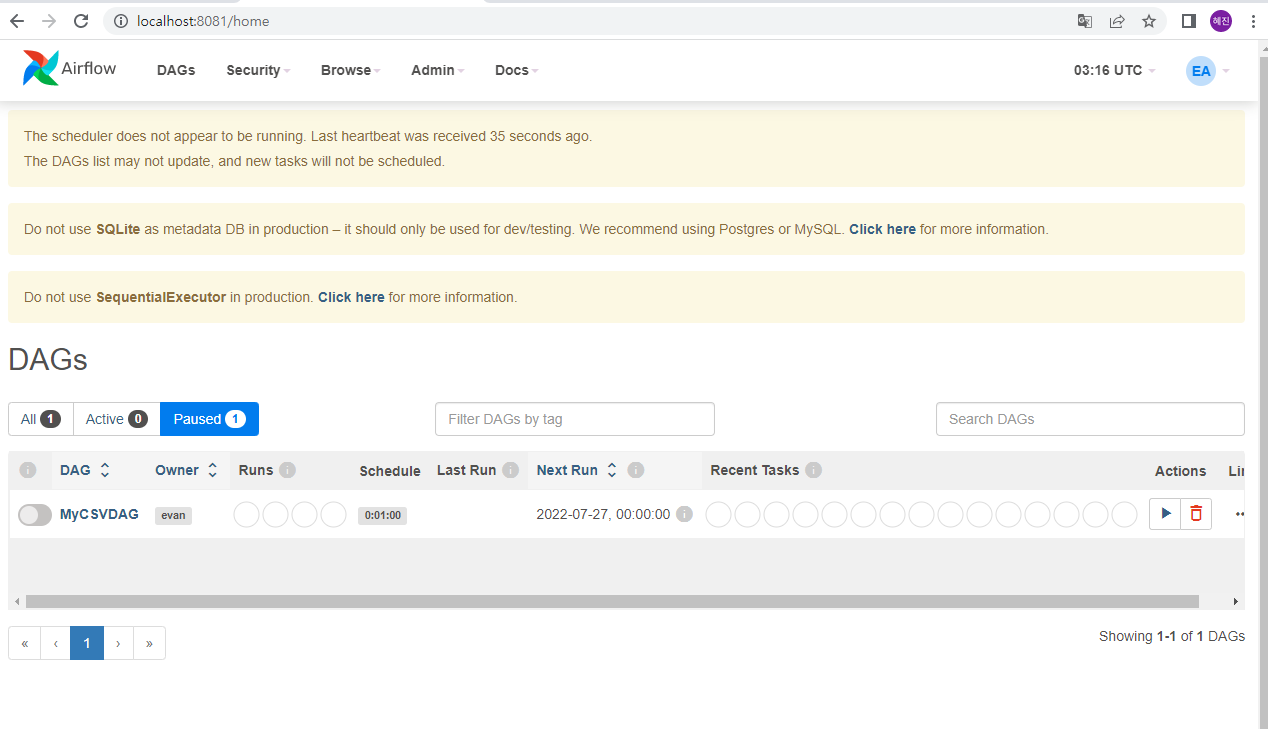 localhost:8081/home
혜진
Airflow DAGs Security Browse Admin Docs 03:16 UTC EA
The scheduler does not appear to be running. Last heartbeat was received 35 seconds ago.
The DAGs list may not update, and new tasks will not be scheduled.
Do not use SQLite as metadata DB in production – it should only be used for dev/testing. We recommend using Postgres or MySQL. Click here for more information.
Do not use SequentialExecutor in production. Click here for more information.
DAGs
All 1 Active 0 Paused 1 Filter DAGs by tag Search DAGs
DAG Owner Runs Schedule Last Run Next Run Recent Tasks Actions Lin
MyCSVDAG evan 0:01:00 2022-07-27, 00:00:00
« ‹ 1 › » Showing 1-1 of 1 DAGs